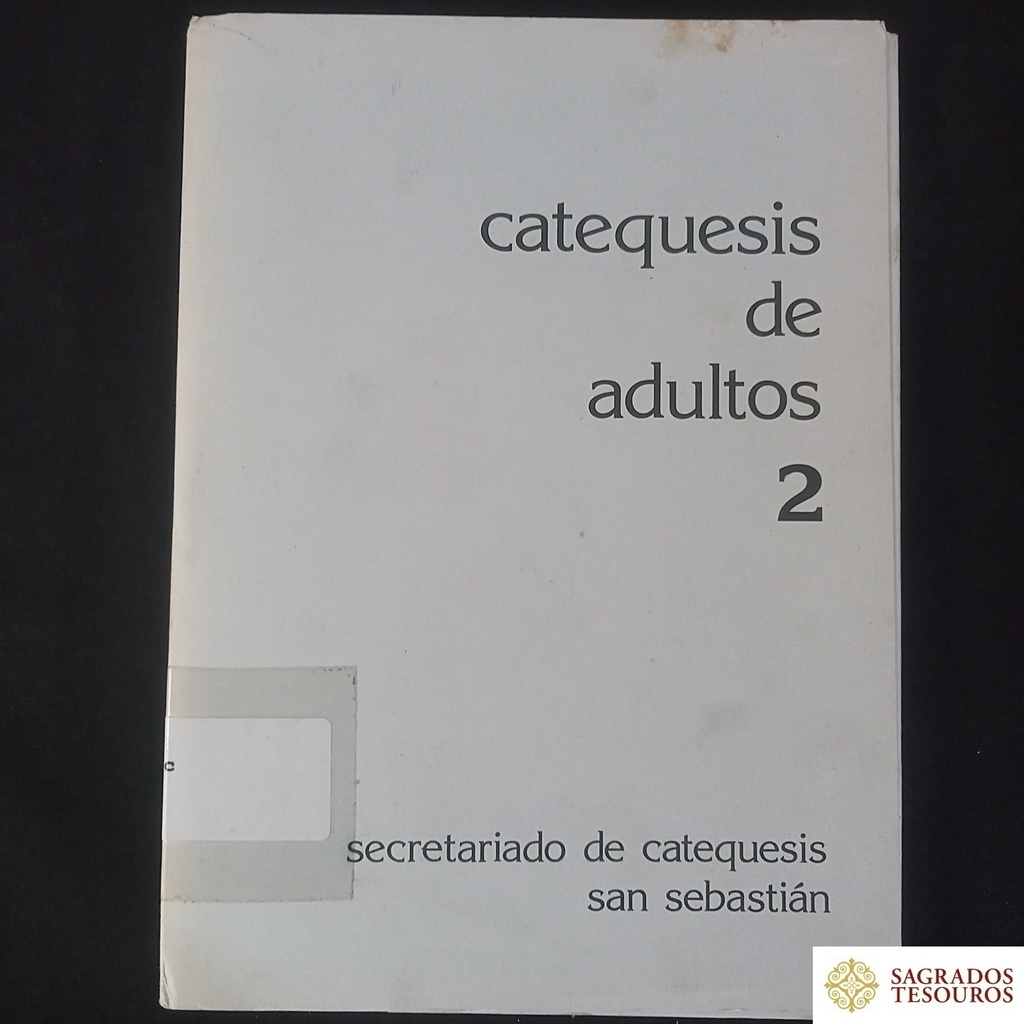 catequesis
de
adultos
2
c
secretariado de catequesis
san sebastián
SAGRADOS
TESOUROS